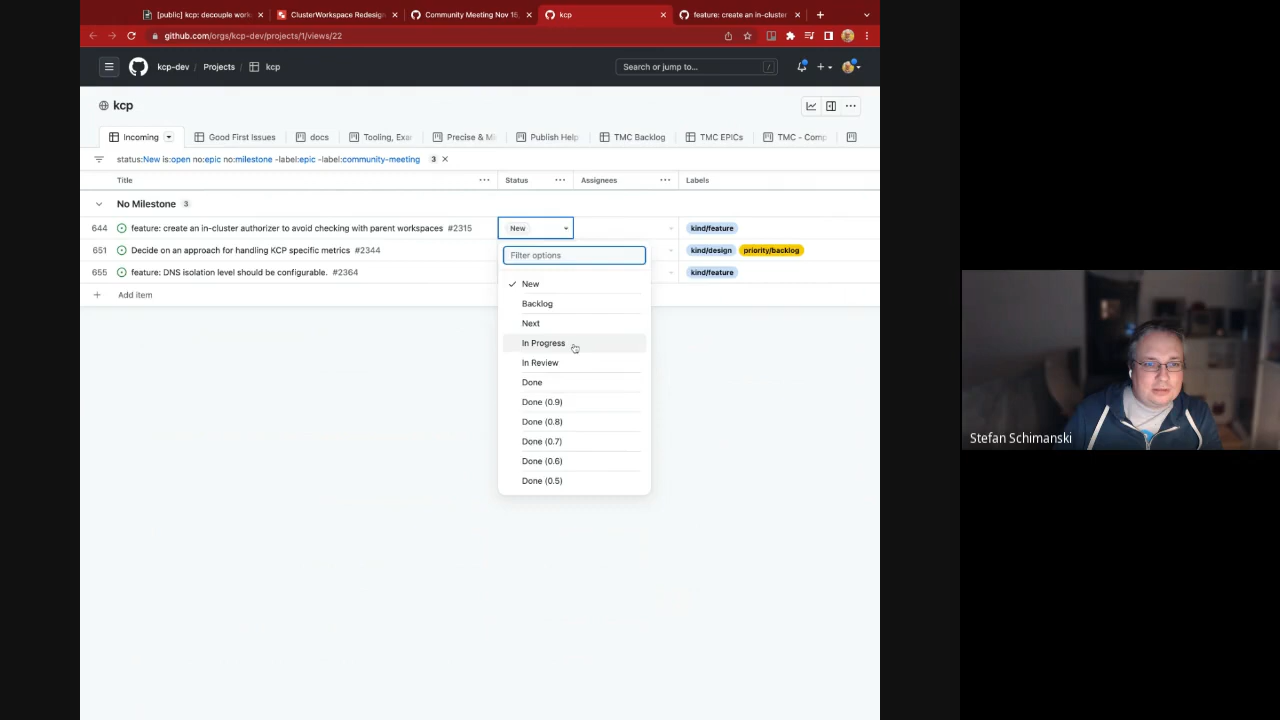 [public] kcp: decouple work
ClusterWorkspace Redesign
Community Meeting Nov 15,
kcp
feature: create an in-cluster
github.com/orgs/kcp-dev/projects/1/views/22
kcp-dev / Projects / kcp
Search or jump to...
/
kcp
Incoming
Good First Issues
docs
Tooling, Exa
Precise & Mi
Publish Help
TMC Backlog
TMC EPICs
TMC - Comp
status:New is:open no:epic no:milestone -label:epic -label:community-meeting 3
Title Status Assignees Labels
No Milestone 3
644 feature: create an in-cluster authorizer to avoid checking with parent workspaces #2315 New kind/feature
651 Decide on an approach for handling KCP specific metrics #2344 kind/design priority/backlog
655 feature: DNS isolation level should be configurable. #2364 kind/feature
Add item
Filter options
New
Backlog
Next
In Progress
In Review
Done
Done (0.9)
Done (0.8)
Done (0.7)
Done (0.6)
Done (0.5)
Stefan Schimanski